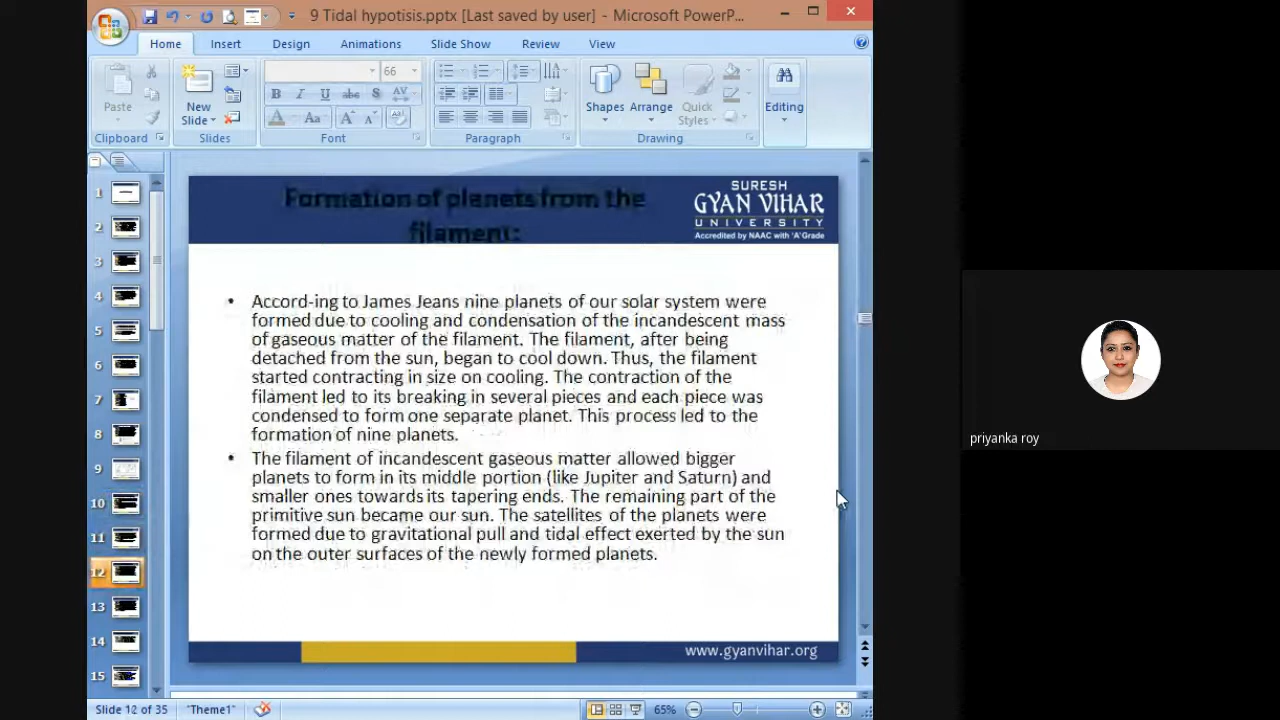 9 Tidal hypotisis.pptx [Last saved by user] - Microsoft PowerP...
Home Insert Design Animations Slide Show Review View
66
Paste New Slide Shapes Arrange Quick Styles Editing
Clipboard Slides Font Paragraph Drawing
Formation of planets from the
filament:
SURESH
GYAN VIHAR
UNIVERSITY
Accredited by NAAC with 'A' Grade
• Accord-ing to James Jeans nine planets of our solar system were
formed due to cooling and condensation of the incandescent mass
of gaseous matter of the filament. The filament, after being
detached from the sun, began to cool down. Thus, the filament
started contracting in size on cooling. The contraction of the
filament led to its breaking in several pieces and each piece was
condensed to form one separate planet. This process led to the
formation of nine planets.
• The filament of incandescent gaseous matter allowed bigger
planets to form in its middle portion (like Jupiter and Saturn) and
smaller ones towards its tapering ends. The remaining part of the
primitive sun became our sun. The satellites of the planets were
formed due to gravitational pull and tidal effect exerted by the sun
on the outer surfaces of the newly formed planets.
www.gyanvihar.org
1
2
3
4
5
6
7
8
9
10
11
12
13
14
15
Slide 12 of 35 "Theme1" 65%
priyanka roy